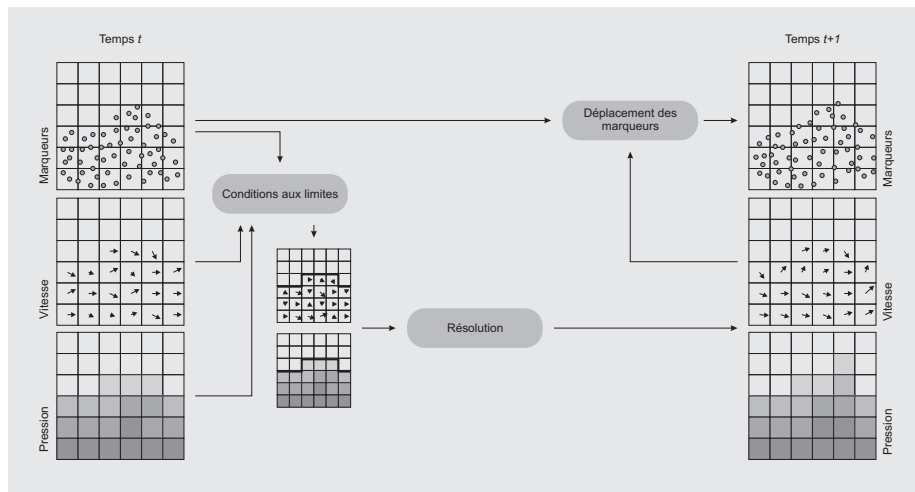 Temps t
Temps t+1
Marqueurs
Déplacement des
marqueurs
Marqueurs
Conditions aux limites
Vitesse
Résolution
Vitesse
Pression
Pression